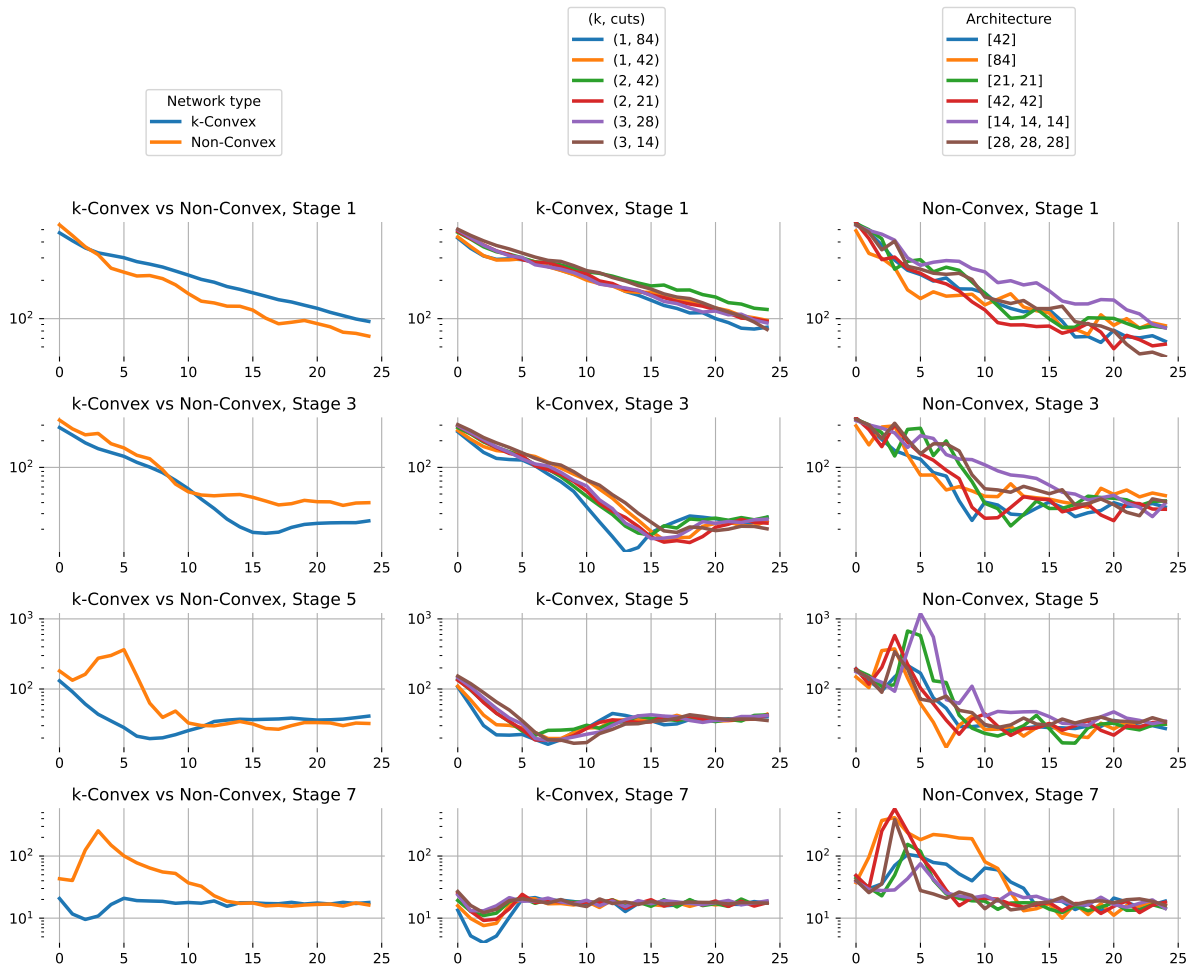 (k, cuts)
(1, 84)
(1, 42)
(2, 42)
(2, 21)
(3, 28)
(3, 14)
Architecture
[42]
[84]
[21, 21]
[42, 42]
[14, 14, 14]
[28, 28, 28]
Network type
k-Convex
Non-Convex
k-Convex vs Non-Convex, Stage 1
10²
0 5 10 15 20 25
k-Convex, Stage 1
10²
0 5 10 15 20 25
Non-Convex, Stage 1
10²
0 5 10 15 20 25
k-Convex vs Non-Convex, Stage 3
10²
0 5 10 15 20 25
k-Convex, Stage 3
10²
0 5 10 15 20 25
Non-Convex, Stage 3
10²
0 5 10 15 20 25
k-Convex vs Non-Convex, Stage 5
10³
10²
0 5 10 15 20 25
k-Convex, Stage 5
10³
10²
0 5 10 15 20 25
Non-Convex, Stage 5
10³
10²
0 5 10 15 20 25
k-Convex vs Non-Convex, Stage 7
10²
10¹
0 5 10 15 20 25
k-Convex, Stage 7
10²
10¹
0 5 10 15 20 25
Non-Convex, Stage 7
10²
10¹
0 5 10 15 20 25